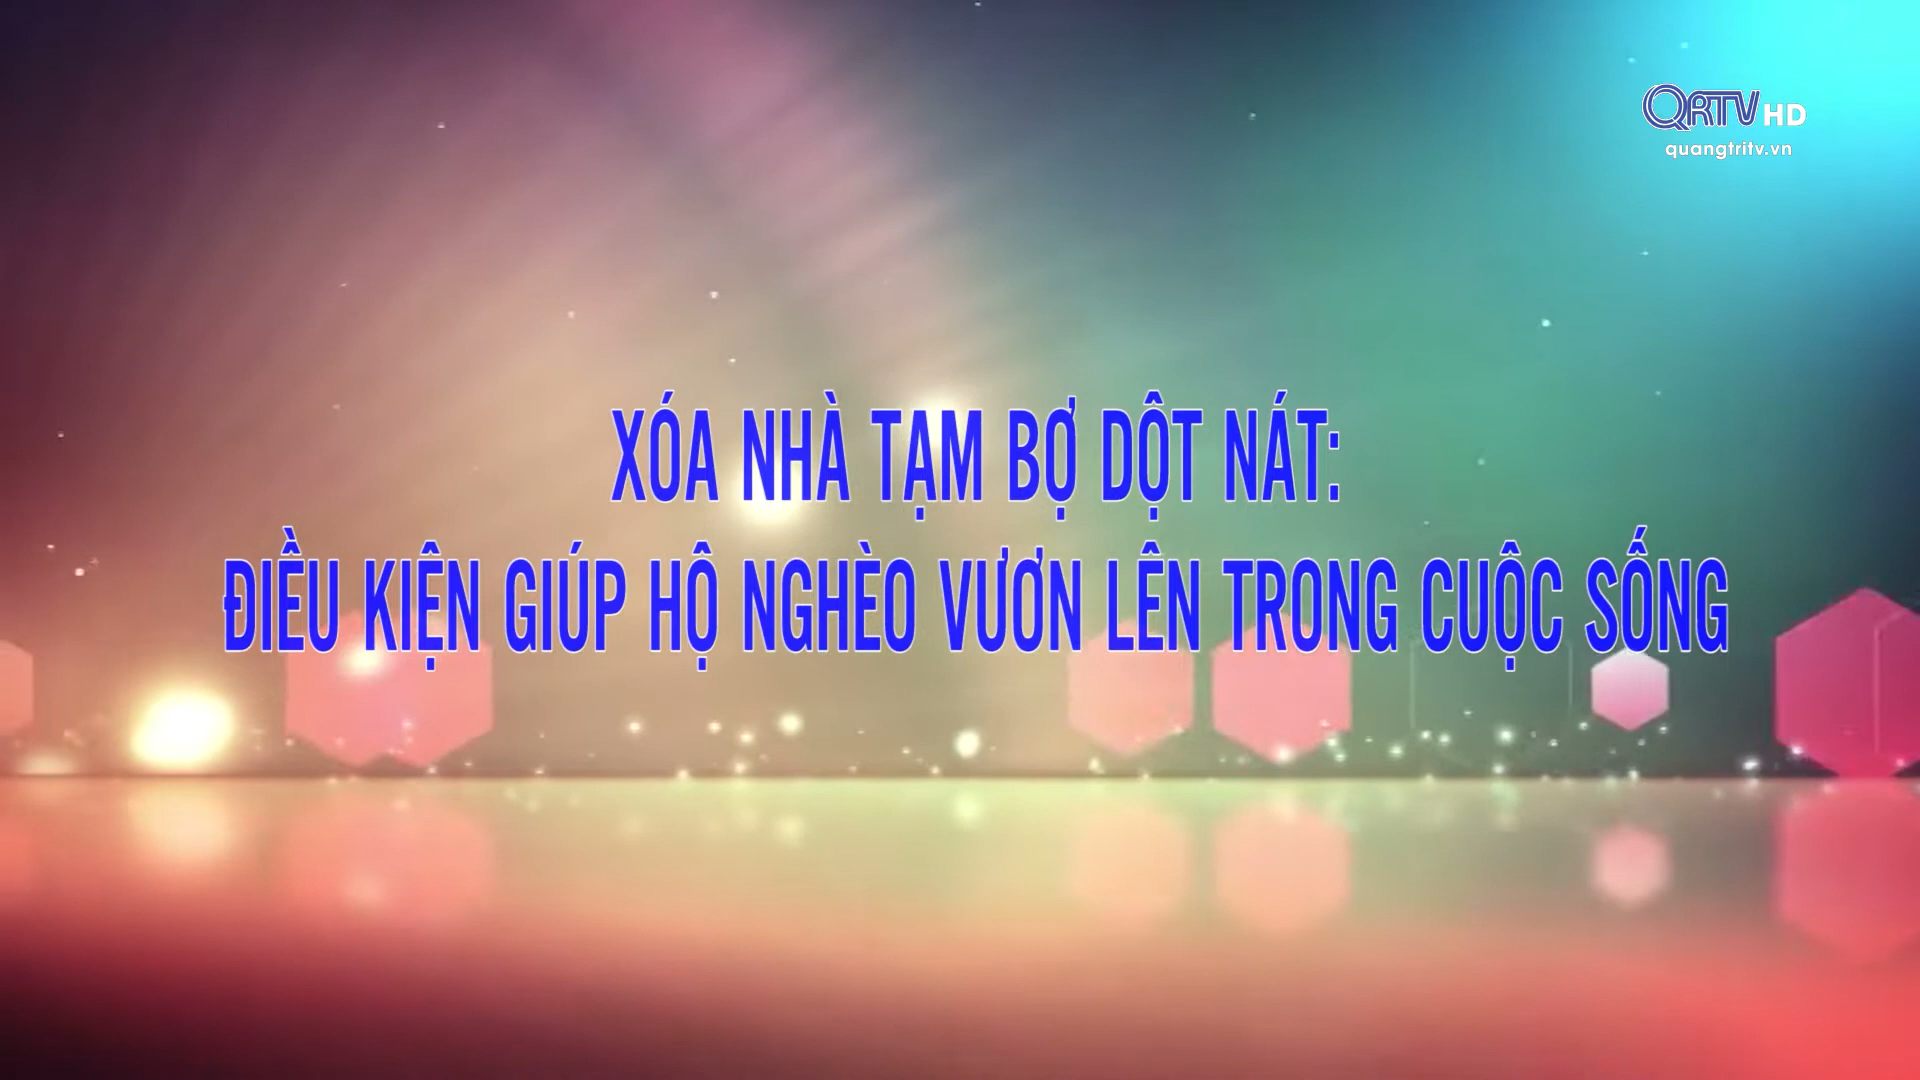 QRTV HD
quangtritv.vn
XÓA NHÀ TẠM BỢ DỘT NÁT:
ĐIỀU KIỆN GIÚP HỘ NGHÈO VƯƠN LÊN TRONG CUỘC SỐNG